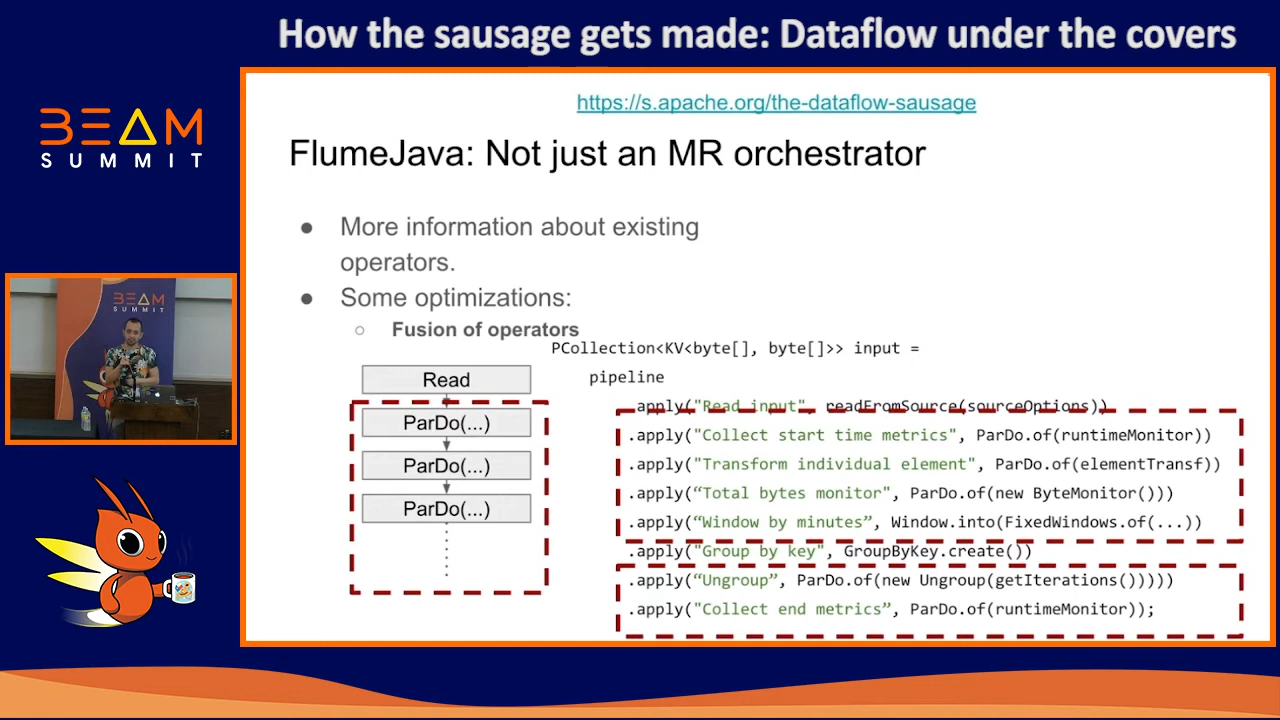 How the sausage gets made: Dataflow under the covers
BEAM
SUMMIT
https://s.apache.org/the-dataflow-sausage
FlumeJava: Not just an MR orchestrator
● More information about existing
operators.
● Some optimizations:
○ Fusion of operators
Read
ParDo(...)
ParDo(...)
ParDo(...)
PCollection<KV<byte[], byte[]>> input =
pipeline
.apply("Read input", readFromSource(sourceOptions))
.apply("Collect start time metrics", ParDo.of(runtimeMonitor))
.apply("Transform individual element", ParDo.of(elementTransf))
.apply(“Total bytes monitor", ParDo.of(new ByteMonitor()))
.apply(“Window by minutes”, Window.into(FixedWindows.of(...))
.apply("Group by key", GroupByKey.create())
.apply(“Ungroup”, ParDo.of(new Ungroup(getIterations()))))
.apply("Collect end metrics”, ParDo.of(runtimeMonitor));
BEAM
SUMMIT